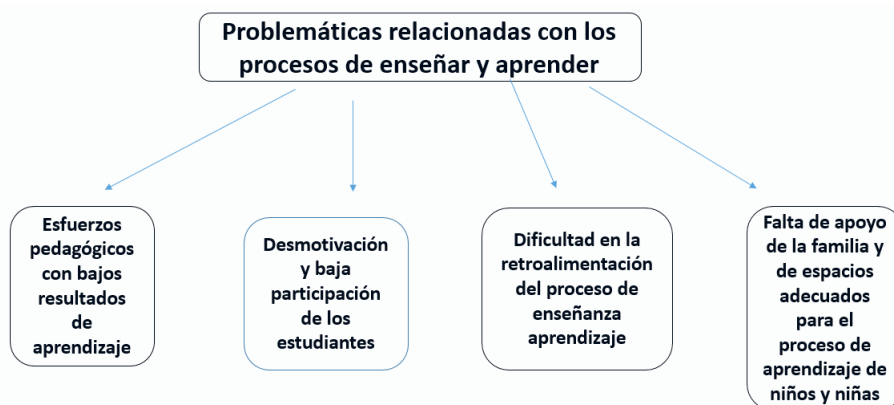 Problemáticas relacionadas con los
procesos de enseñar y aprender
Esfuerzos
pedagógicos
con bajos
resultados
de
aprendizaje
Desmotivación
y baja
participación
de los
estudiantes
Dificultad en la
retroalimentación
del proceso de
enseñanza
aprendizaje
Falta de apoyo
de la familia y
de espacios
adecuados
para el
proceso de
aprendizaje de
niños y niñas